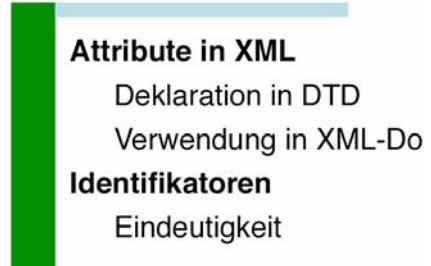 Attribute in XML
Deklaration in DTD
Verwendung in XML-Do
Identifikatoren
Eindeutigkeit